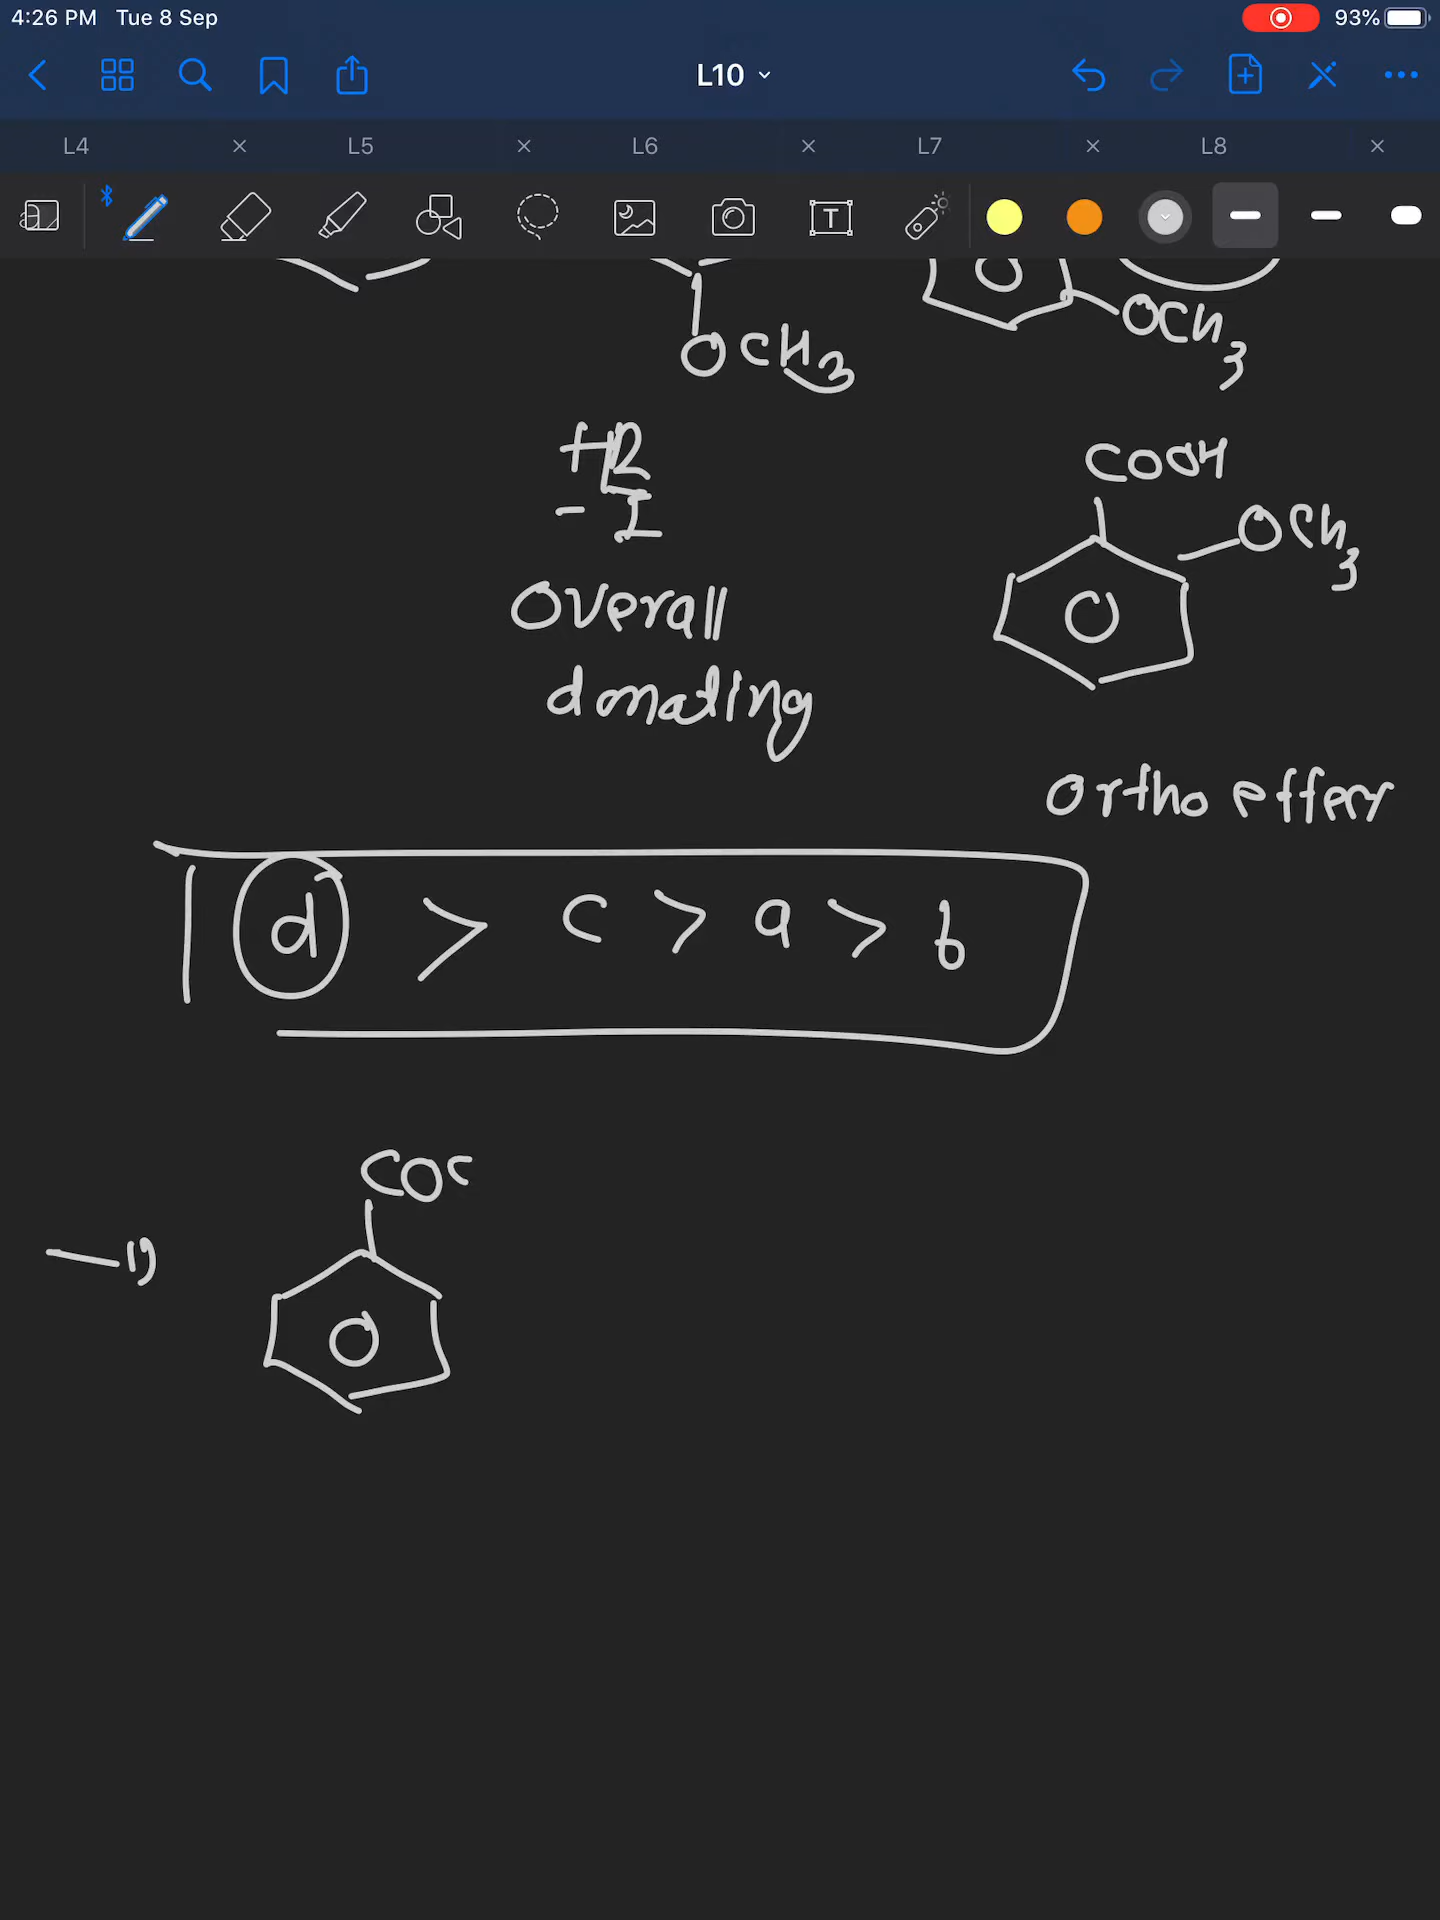 4:26 PM Tue 8 Sep 93%
L10
L4 L5 L6 L7 L8
T
OCH3
OCH3
+R
- I
Overall
donating
COOH
OCH3
Ortho effect
d > c > a > b
COO